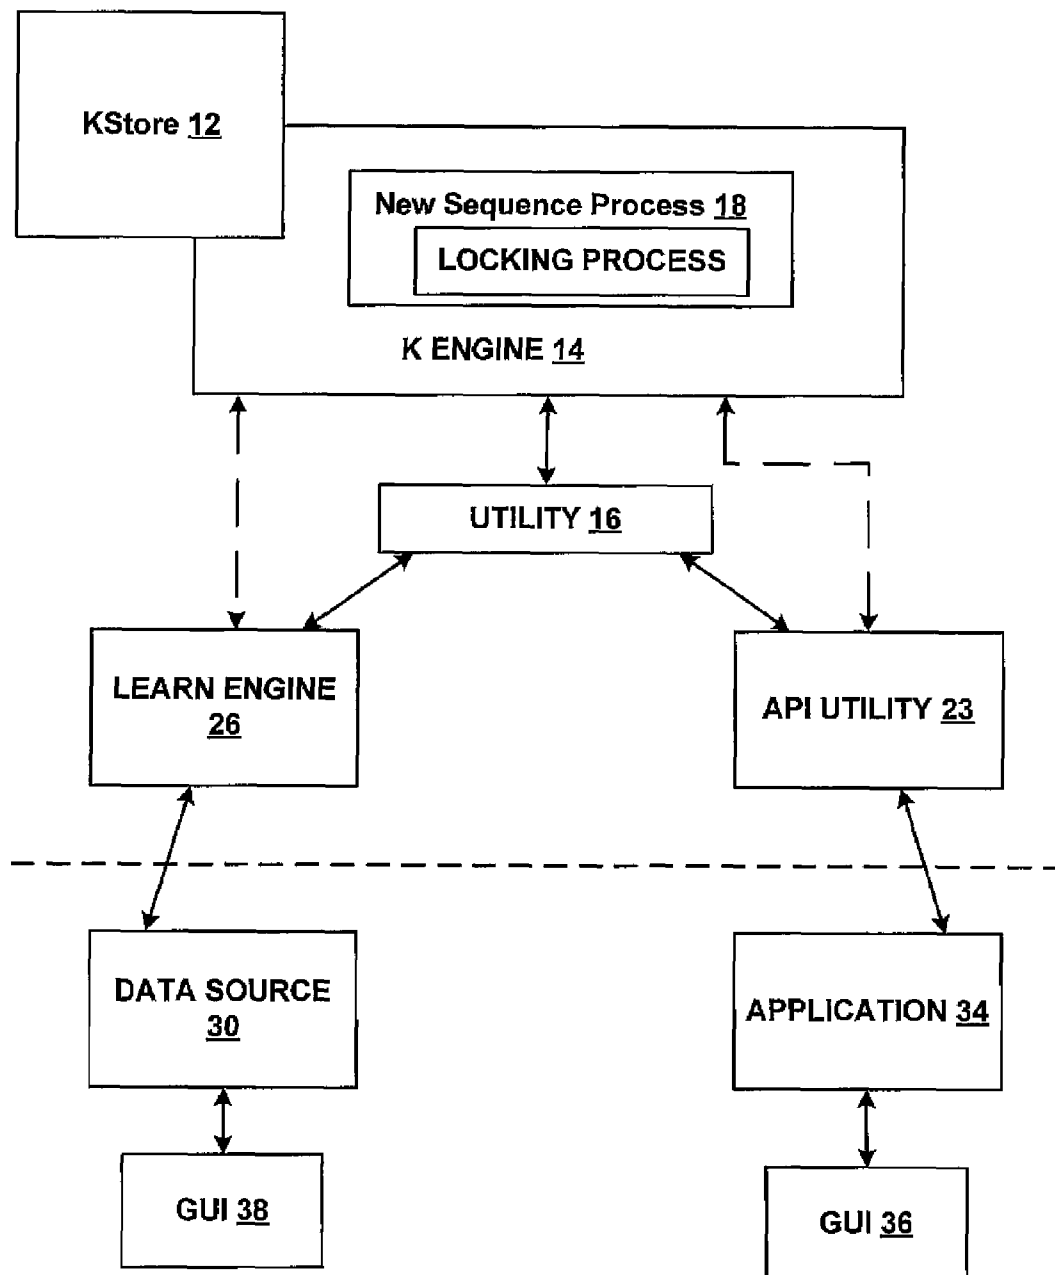 KStore 12
New Sequence Process 18
LOCKING PROCESS
K ENGINE 14
UTILITY 16
LEARN ENGINE
26
API UTILITY 23
DATA SOURCE
30
APPLICATION 34
GUI 38
GUI 36